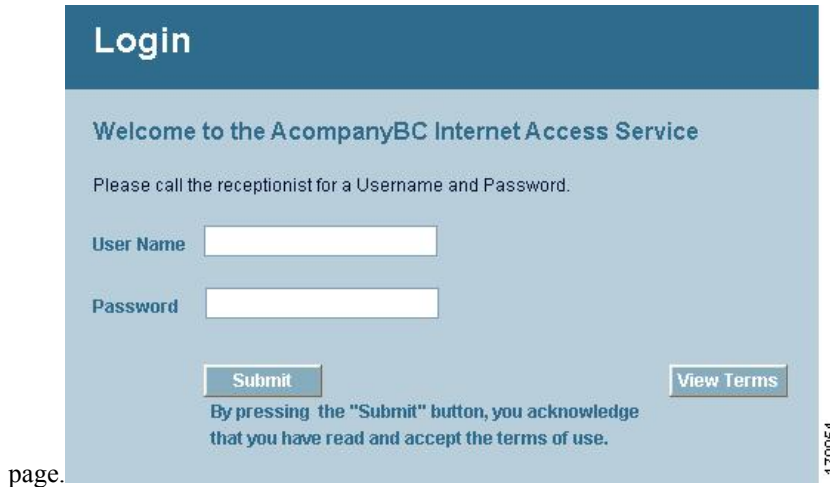 Login
Welcome to the AcompanyBC Internet Access Service
Please call the receptionist for a Username and Password.
User Name
Password
Submit
View Terms
By pressing the "Submit" button, you acknowledge
that you have read and accept the terms of use.
page.